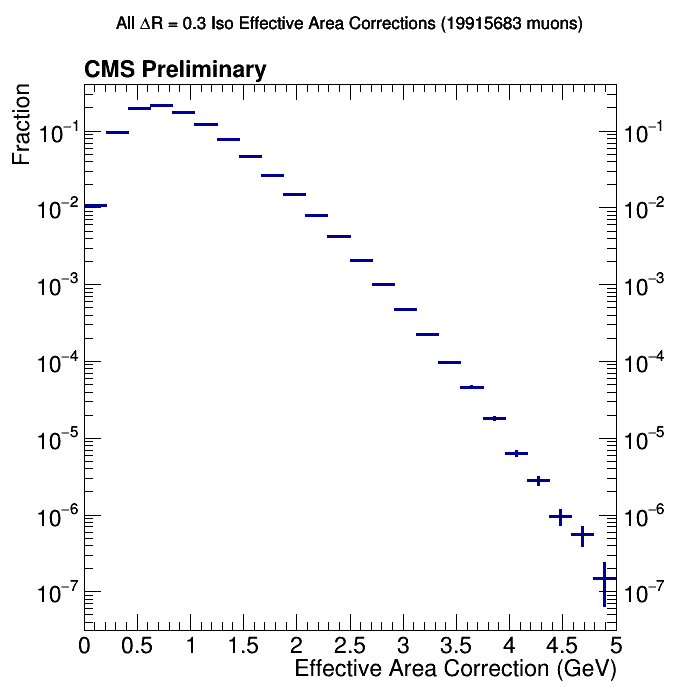 All ΔR = 0.3 Iso Effective Area Corrections (19915683 muons)
CMS Preliminary
Fraction
10⁻¹ 10⁻¹
10⁻² 10⁻²
10⁻³ 10⁻³
10⁻⁴ 10⁻⁴
10⁻⁵ 10⁻⁵
10⁻⁶ 10⁻⁶
10⁻⁷ 10⁻⁷
0 0.5 1 1.5 2 2.5 3 3.5 4 4.5 5
Effective Area Correction (GeV)